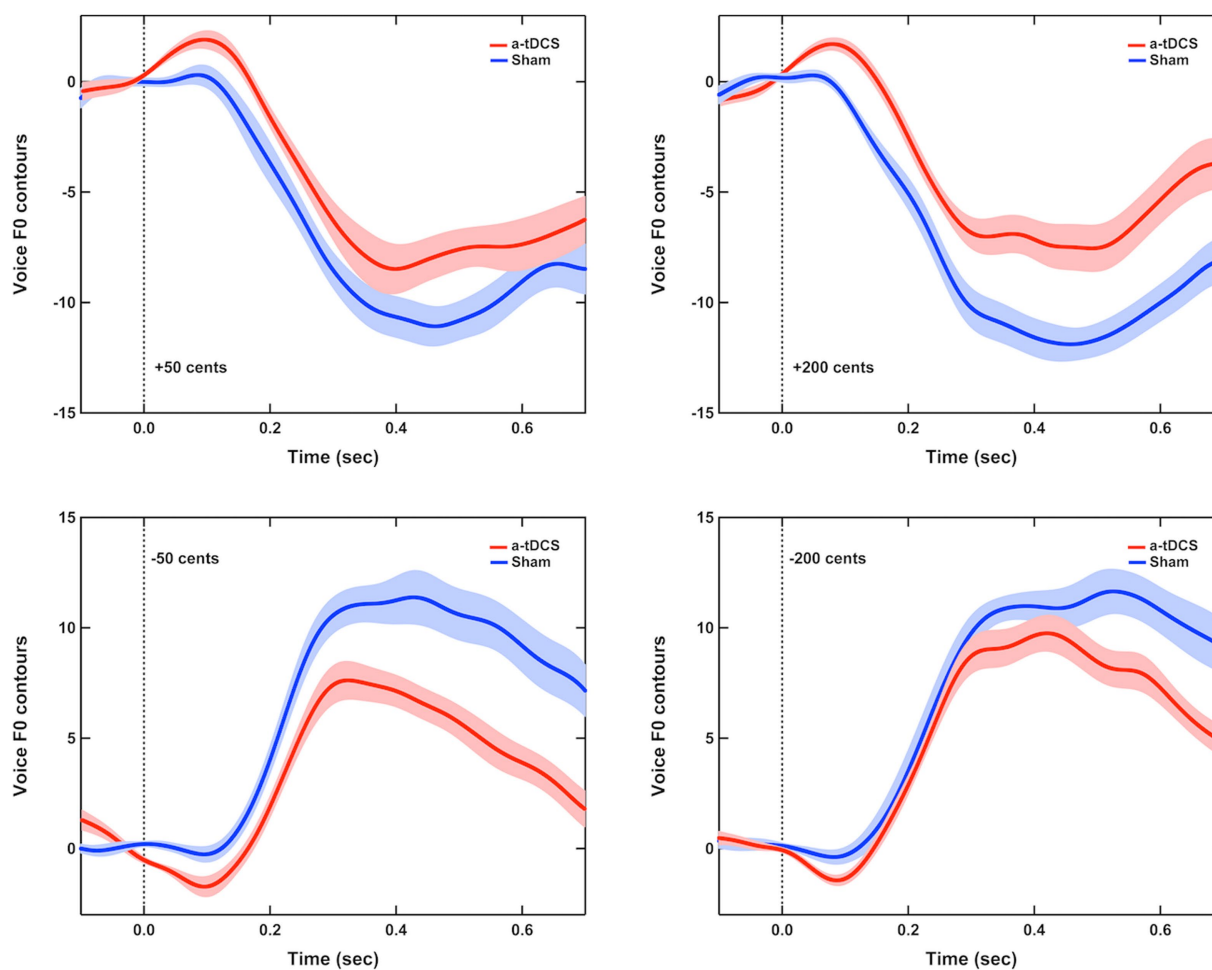 a-tDCS
Sham
0
-5
-10
-15
Voice F0 contours
+50 cents
0.0
0.2
0.4
0.6
Time (sec)
a-tDCS
Sham
0
-5
-10
-15
Voice F0 contours
+200 cents
0.0
0.2
0.4
0.6
Time (sec)
15
10
5
0
Voice F0 contours
-50 cents
a-tDCS
Sham
0.0
0.2
0.4
0.6
Time (sec)
15
10
5
0
Voice F0 contours
-200 cents
a-tDCS
Sham
0.0
0.2
0.4
0.6
Time (sec)